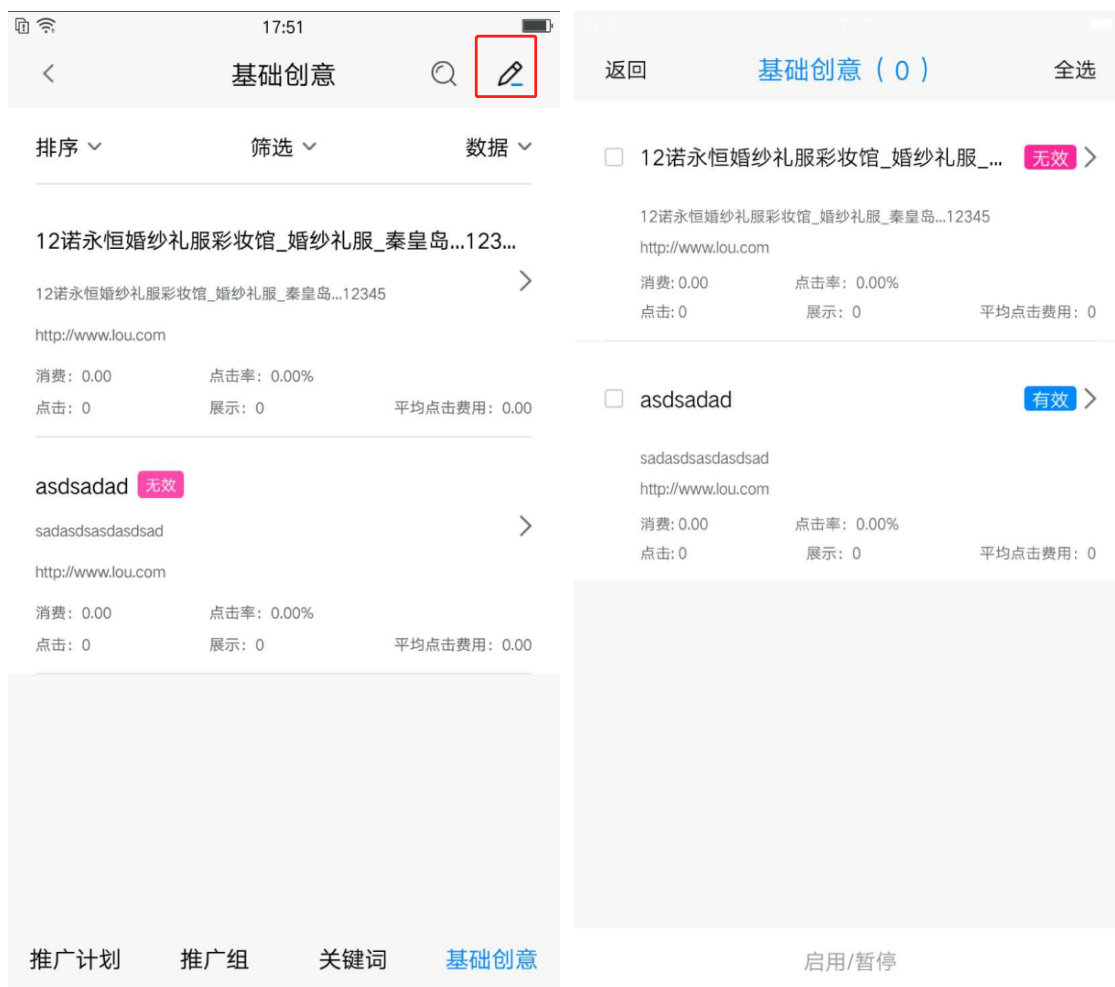 17:51
基础创意
排序 筛选 数据
12诺永恒婚纱礼服彩妆馆_婚纱礼服_秦皇岛...123...
12诺永恒婚纱礼服彩妆馆_婚纱礼服_秦皇岛...12345
http://www.lou.com
消费：0.00 点击率：0.00%
点击：0 展示：0 平均点击费用：0.00
asdsadad 无效
sadasdsasdasdsad
http://www.lou.com
消费：0.00 点击率：0.00%
点击：0 展示：0 平均点击费用：0.00
推广计划 推广组 关键词 基础创意
返回 基础创意（0） 全选
12诺永恒婚纱礼服彩妆馆_婚纱礼服_... 无效
12诺永恒婚纱礼服彩妆馆_婚纱礼服_秦皇岛...12345
http://www.lou.com
消费: 0.00 点击率：0.00%
点击: 0 展示：0 平均点击费用：0
asdsadad 有效
sadasdsasdasdsad
http://www.lou.com
消费: 0.00 点击率：0.00%
点击: 0 展示：0 平均点击费用：0
启用/暂停